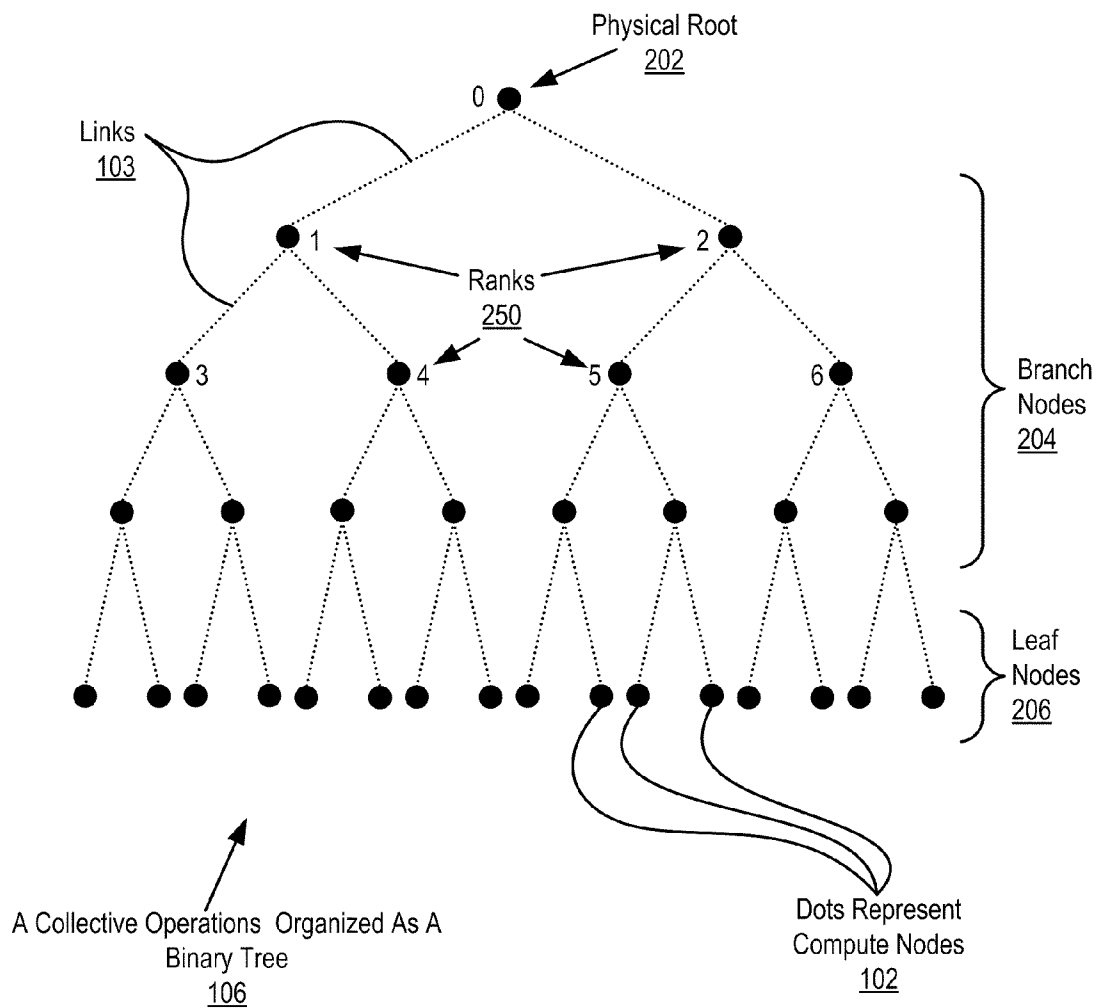 Physical Root
202
0
Links
103
1
2
Ranks
250
3
4
5
6
Branch
Nodes
204
Leaf
Nodes
206
A Collective Operations Organized As A
Binary Tree
106
Dots Represent
Compute Nodes
102